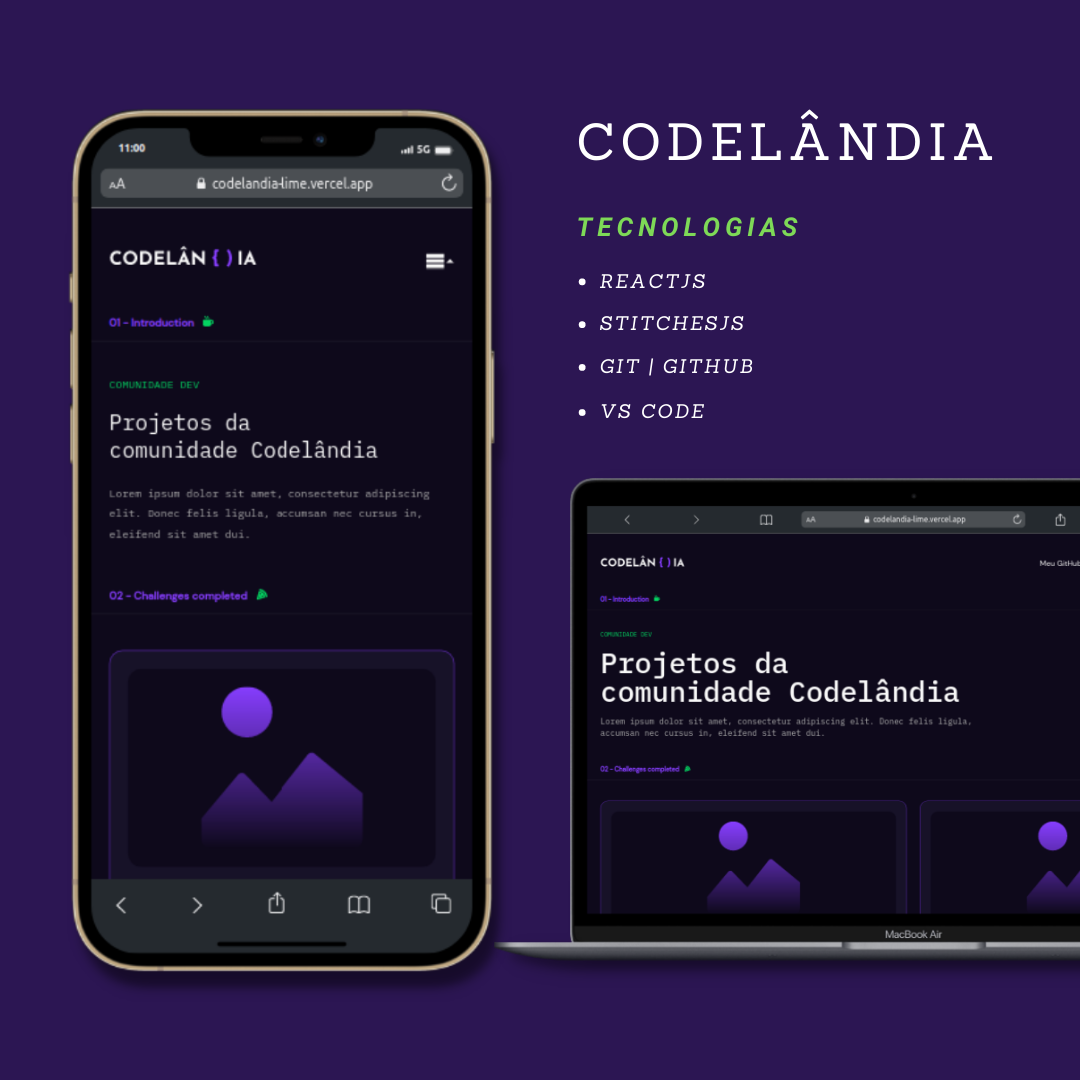 11:00
5G
AA codelandia-lime.vercel.app
CODELÂN { } IA
01 - Introduction
COMUNIDADE DEV
Projetos da
comunidade Codelândia
Lorem ipsum dolor sit amet, consectetur adipiscing
elit. Donec felis ligula, accumsan nec cursus in,
eleifend sit amet dui.
02 - Challenges completed
CODELÂNDIA
TECNOLOGIAS
• REACTJS
• STITCHESJS
• GIT | GITHUB
• VS CODE
AA codelandia-lime.vercel.app
CODELÂN { } IA
Meu GitHub
01 - Introduction
COMUNIDADE DEV
Projetos da
comunidade Codelândia
Lorem ipsum dolor sit amet, consectetur adipiscing elit. Donec felis ligula,
accumsan nec cursus in, eleifend sit amet dui.
02 - Challenges completed
MacBook Air